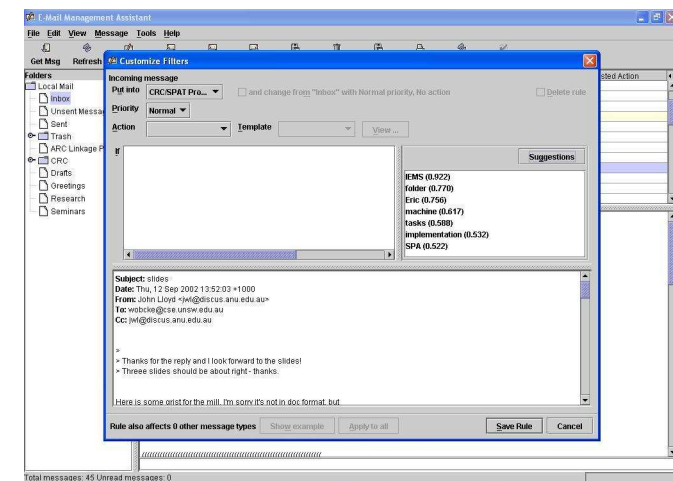 E-Mail Management Assistant
File Edit View Message Tools Help
Get Msg Refresh
Folders
Local Mail
Inbox
Unsent Messa
Sent
Trash
ARC Linkage P
CRC
Drafts
Greetings
Research
Seminars
sted Action
Customize Filters
Incoming message
Put into CRC/SPAT Pro... and change from "Inbox" with Normal priority, No action Delete rule
Priority Normal
Action Template View ...
If
Suggestions
IEMS (0.922)
folder (0.770)
Eric (0.756)
machine (0.617)
tasks (0.588)
implementation (0.532)
SPA (0.522)
Subject: slides
Date: Thu, 12 Sep 2002 13:52:03 +1000
From: John Lloyd <jwl@discus.anu.edu.au>
To: wobcke@cse.unsw.edu.au
Cc: jwl@discus.anu.edu.au
>
> Thanks for the reply and I look forward to the slides!
> Threee slides should be about right - thanks.
Here is some grist for the mill. I'm sorry it's not in doc format, but
Rule also affects 0 other message types Show example Apply to all Save Rule Cancel
Total messages: 45 Unread messages: 0